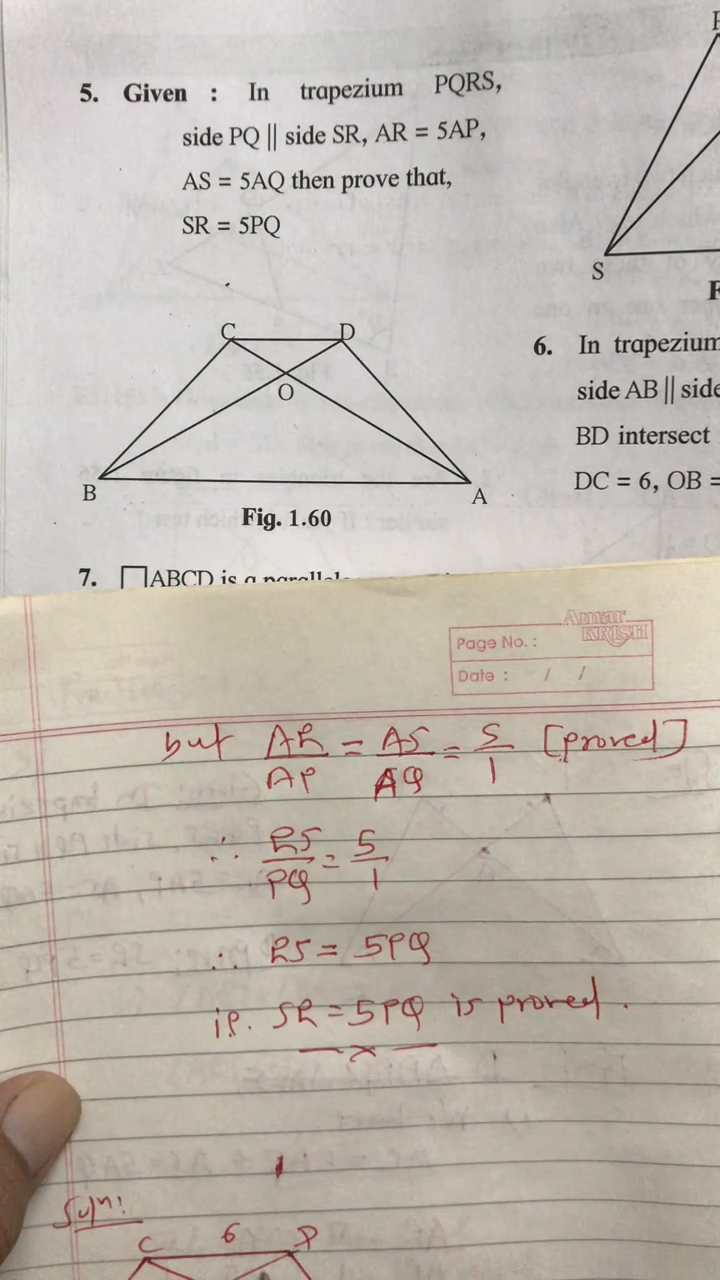 5. Given : In trapezium PQRS,
side PQ || side SR, AR = 5AP,
AS = 5AQ then prove that,
SR = 5PQ
S
C D
O
B A
Fig. 1.60
6. In trapezium
side AB || side
BD intersect
DC = 6, OB =
7. □ABCD is a
Amar
KRISH
Page No. :
Date : / /
but AR/AP = AS/AQ = 5/1 [proved]
∴ RS/PQ = 5/1
∴ RS = 5PQ
ie. SR = 5PQ is proved.
Soln:
C 6 D